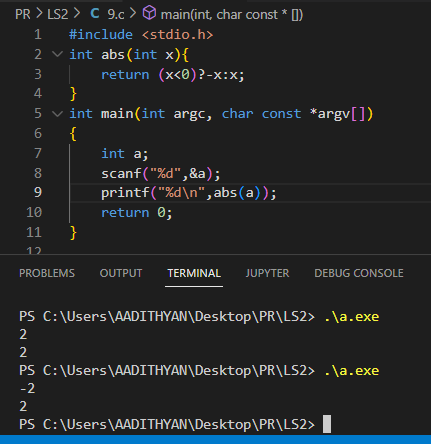 PR > LS2 > C 9.c > main(int, char const * [])
1 #include <stdio.h>
2 int abs(int x){
3 return (x<0)?-x:x;
4 }
5 int main(int argc, char const *argv[])
6 {
7 int a;
8 scanf("%d",&a);
9 printf("%d\n",abs(a));
10 return 0;
11 }
12
PROBLEMS OUTPUT TERMINAL JUPYTER DEBUG CONSOLE
PS C:\Users\AADITHYAN\Desktop\PR\LS2> .\a.exe
2
2
PS C:\Users\AADITHYAN\Desktop\PR\LS2> .\a.exe
-2
2
PS C:\Users\AADITHYAN\Desktop\PR\LS2>